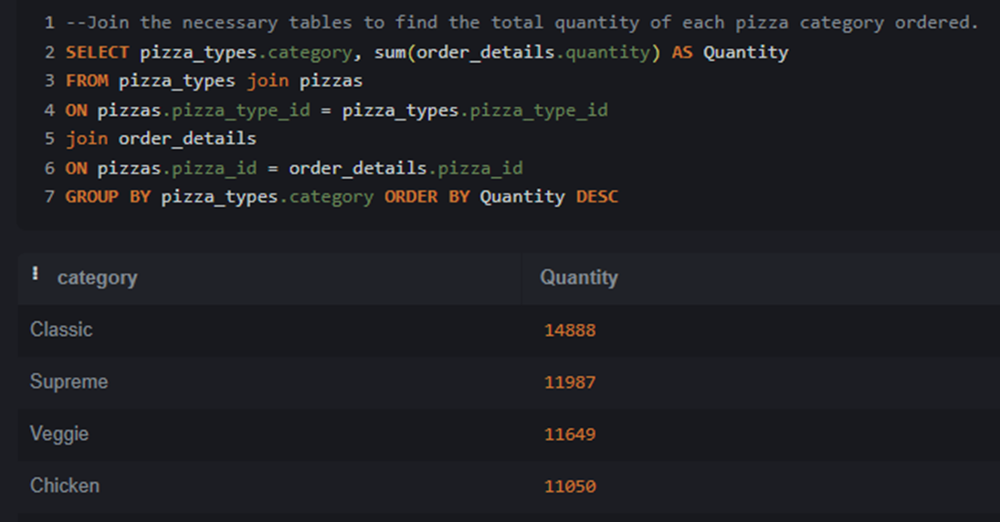 1 --Join the necessary tables to find the total quantity of each pizza category ordered.
2 SELECT pizza_types.category, sum(order_details.quantity) AS Quantity
3 FROM pizza_types join pizzas
4 ON pizzas.pizza_type_id = pizza_types.pizza_type_id
5 join order_details
6 ON pizzas.pizza_id = order_details.pizza_id
7 GROUP BY pizza_types.category ORDER BY Quantity DESC
category Quantity
Classic 14888
Supreme 11987
Veggie 11649
Chicken 11050